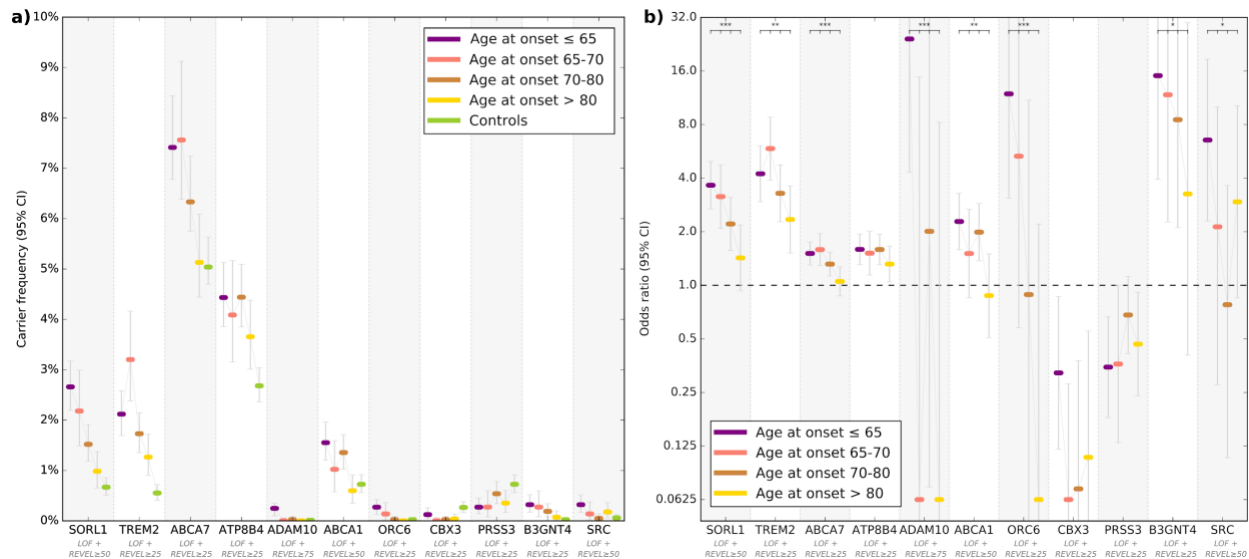 a)
10%
9%
8%
7%
6%
5%
4%
3%
2%
1%
0%
Carrier frequency (95% CI)
Age at onset ≤ 65
Age at onset 65-70
Age at onset 70-80
Age at onset > 80
Controls
SORL1 TREM2 ABCA7 ATP8B4 ADAM10 ABCA1 ORC6 CBX3 PRSS3 B3GNT4 SRC
LOF + LOF + LOF + LOF + LOF + LOF + LOF + LOF + LOF + LOF + LOF +
REVEL≥50 REVEL≥25 REVEL≥25 REVEL≥25 REVEL≥75 REVEL≥50 REVEL≥25 REVEL≥25 REVEL≥25 REVEL≥25 REVEL≥50
b)
32.0
16.0
8.0
4.0
2.0
1.0
0.5
0.25
0.125
0.0625
Odds ratio (95% CI)
*** ** *** *** ** *** * *
Age at onset ≤ 65
Age at onset 65-70
Age at onset 70-80
Age at onset > 80
SORL1 TREM2 ABCA7 ATP8B4 ADAM10 ABCA1 ORC6 CBX3 PRSS3 B3GNT4 SRC
LOF + LOF + LOF + LOF + LOF + LOF + LOF + LOF + LOF + LOF + LOF +
REVEL≥50 REVEL≥25 REVEL≥25 REVEL≥25 REVEL≥75 REVEL≥50 REVEL≥25 REVEL≥25 REVEL≥25 REVEL≥25 REVEL≥50